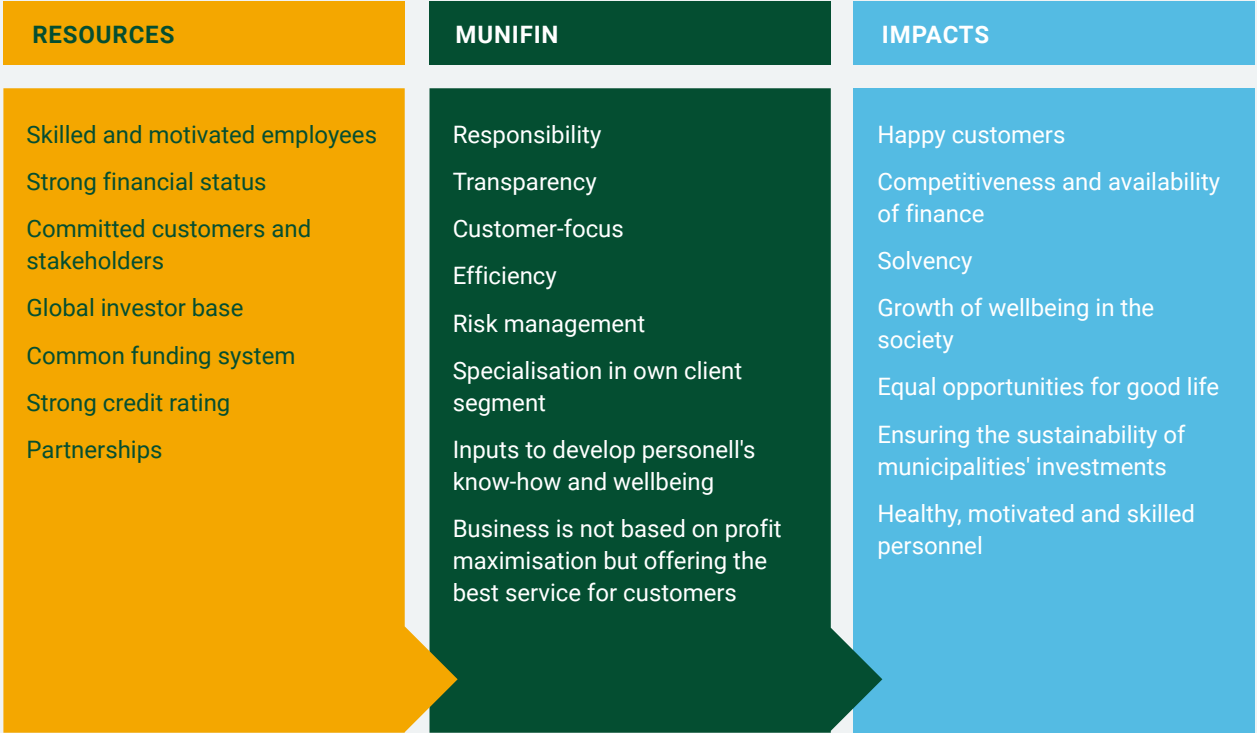 RESOURCES
Skilled and motivated employees
Strong financial status
Committed customers and
stakeholders
Global investor base
Common funding system
Strong credit rating
Partnerships
MUNIFIN
Responsibility
Transparency
Customer-focus
Efficiency
Risk management
Specialisation in own client
segment
Inputs to develop personell's
know-how and wellbeing
Business is not based on profit
maximisation but offering the
best service for customers
IMPACTS
Happy customers
Competitiveness and availability
of finance
Solvency
Growth of wellbeing in the
society
Equal opportunities for good life
Ensuring the sustainability of
municipalities' investments
Healthy, motivated and skilled
personnel